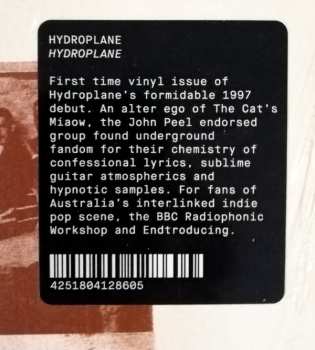 HYDROPLANE
HYDROPLANE
First time vinyl issue of
Hydroplane's formidable 1997
debut. An alter ego of The Cat's
Miaow, the John Peel endorsed
group found underground
fandom for their chemistry of
confessional lyrics, sublime
guitar atmospherics and
hypnotic samples. For fans of
Australia's interlinked indie
pop scene, the BBC Radiophonic
Workshop and Endtroducing.
4251804128605